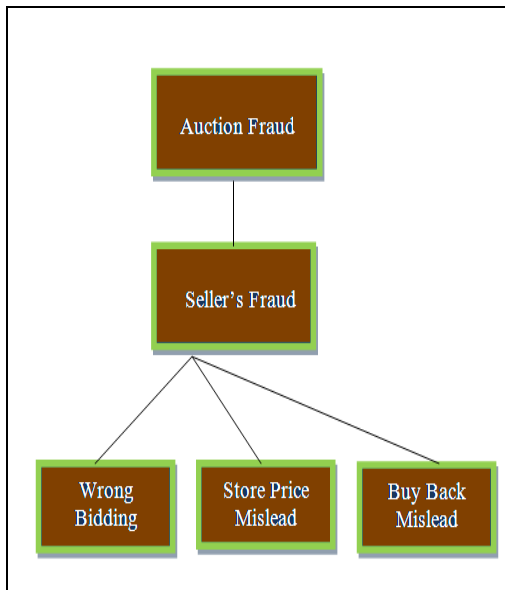 Auction Fraud
Seller’s Fraud
Wrong
Bidding
Store Price
Mislead
Buy Back
Mislead